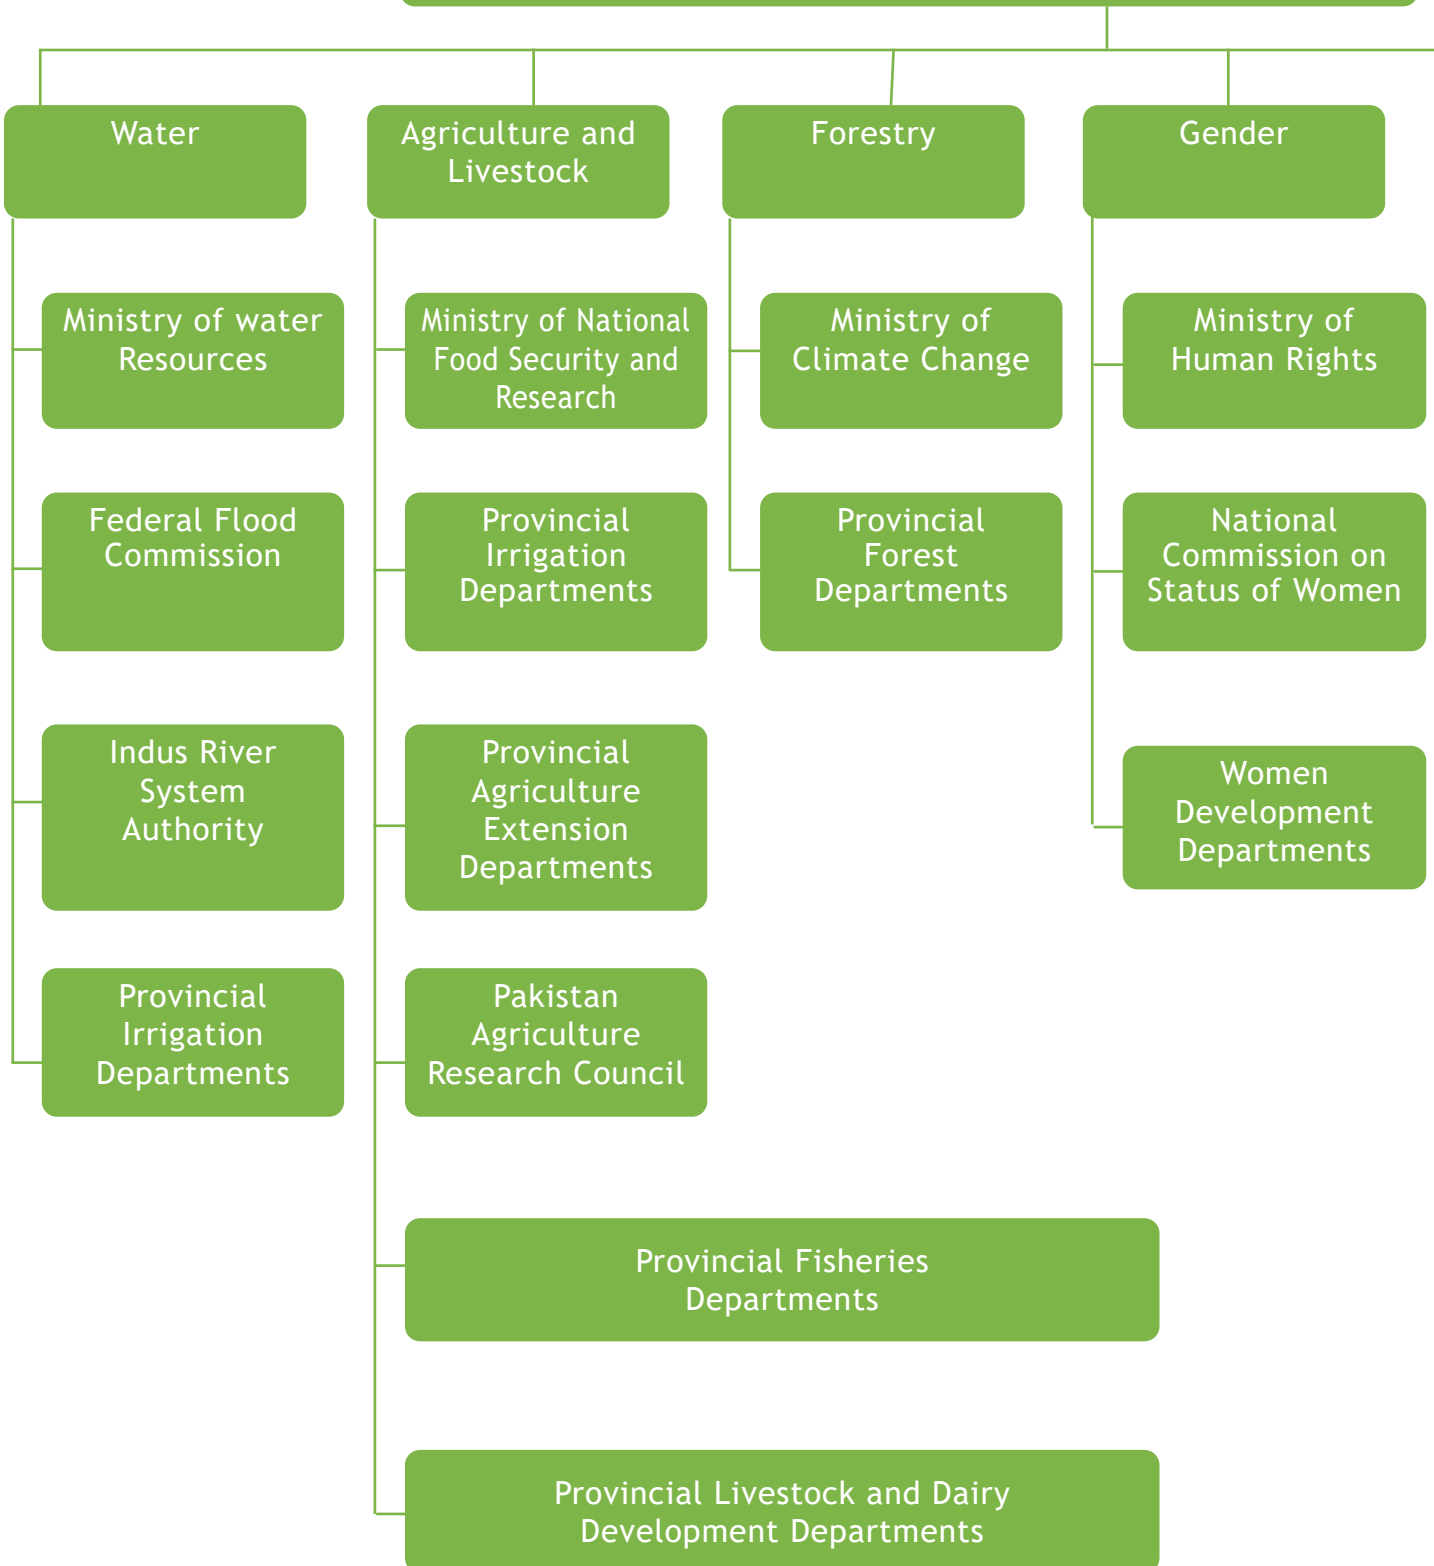 Water
Agriculture and
Livestock
Forestry
Gender
Ministry of water
Resources
Federal Flood
Commission
Indus River
System
Authority
Provincial
Irrigation
Departments
Ministry of National
Food Security and
Research
Provincial
Irrigation
Departments
Provincial
Agriculture
Extension
Departments
Pakistan
Agriculture
Research Council
Provincial Fisheries
Departments
Provincial Livestock and Dairy
Development Departments
Ministry of
Climate Change
Provincial
Forest
Departments
Ministry of
Human Rights
National
Commission on
Status of Women
Women
Development
Departments